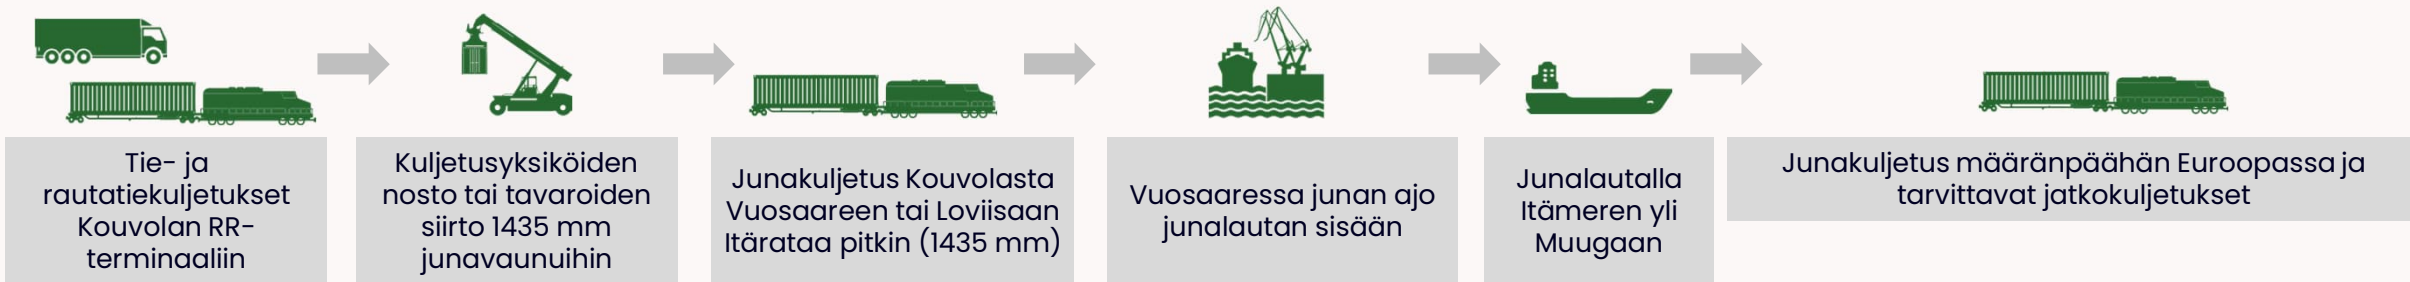 Tie- ja
rautatiekuljetukset
Kouvolan RR-
terminaaliin
Kuljetusyksiköiden
nosto tai tavaroiden
siirto 1435 mm
junavaunuihin
Junakuljetus Kouvolasta
Vuosaareen tai Loviisaan
Itärataa pitkin (1435 mm)
Vuosaaressa junan ajo
junalautan sisään
Junalautalla
Itämeren yli
Muugaan
Junakuljetus määränpäähän Euroopassa ja
tarvittavat jatkokuljetukset